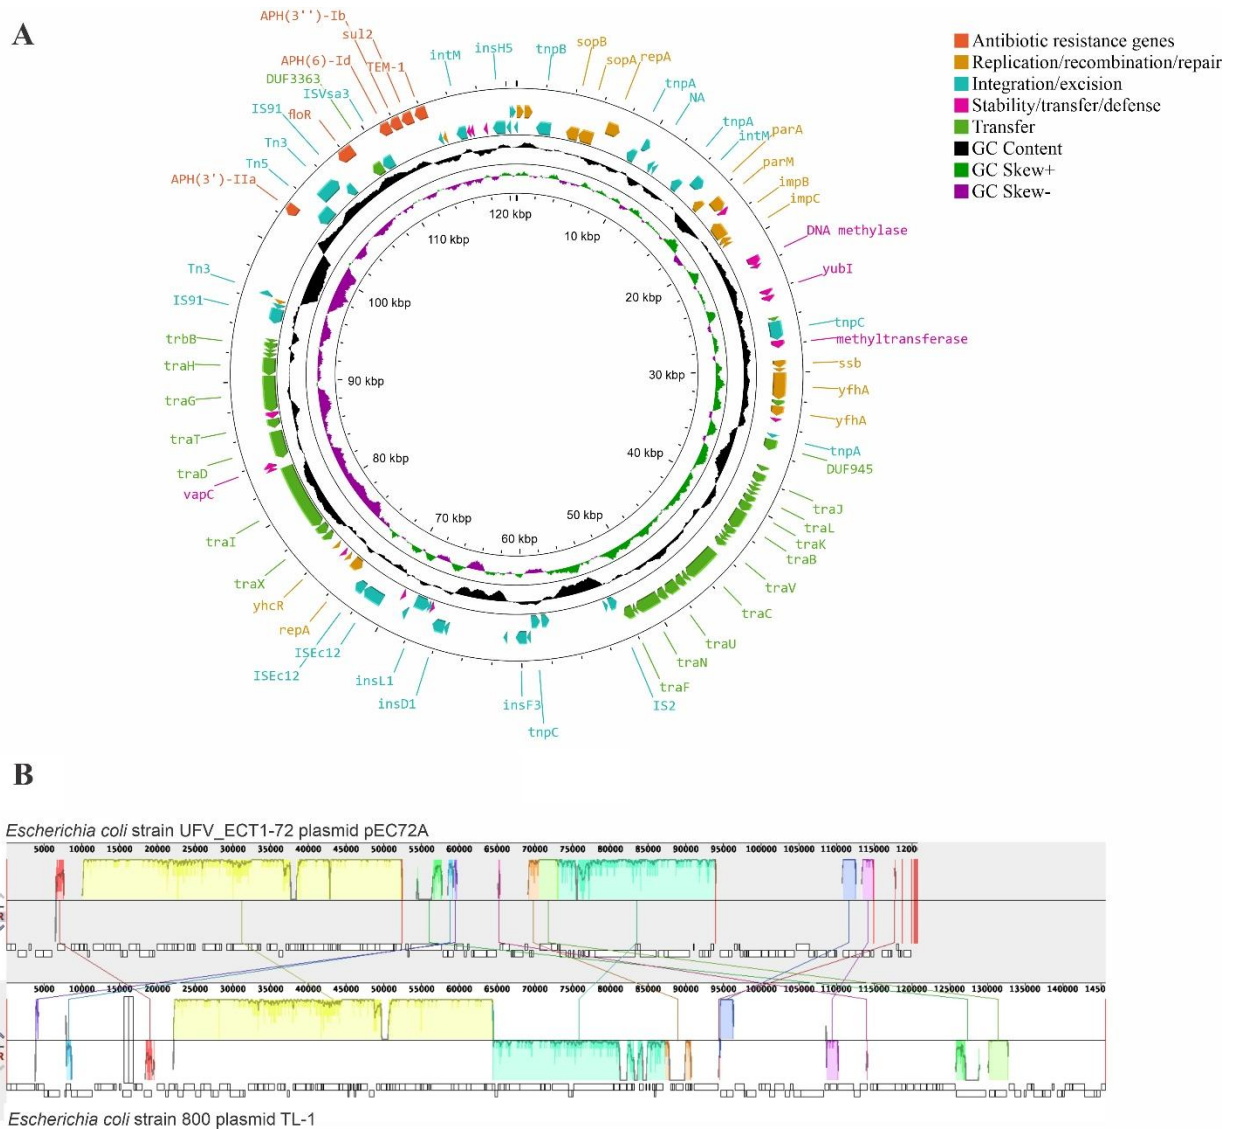 A
APH(3'')-Ib
sul2
APH(6)-Id
TEM-1
DUF3363
ISVsa3
IS91
floR
Tn3
Tn5
APH(3')-IIa
intM
insH5
tnpB
sopB
sopA
repA
tnpA
NA
tnpA
intM
parA
parM
impB
impC
DNA methylase
yubI
tnpC
methyltransferase
ssb
yfhA
yfhA
tnpA
DUF945
traJ
traL
traK
traB
traV
traC
traU
traN
traF
IS2
tnpC
insF3
insD1
insL1
ISEc12
ISEc12
repA
yhcR
traX
traI
vapC
traD
traT
traG
traH
trbB
IS91
Tn3
120 kbp
10 kbp
20 kbp
30 kbp
40 kbp
50 kbp
60 kbp
70 kbp
80 kbp
90 kbp
100 kbp
110 kbp
Antibiotic resistance genes
Replication/recombination/repair
Integration/excision
Stability/transfer/defense
Transfer
GC Content
GC Skew+
GC Skew-
B
Escherichia coli strain UFV_ECT1-72 plasmid pEC72A
5000 10000 15000 20000 25000 30000 35000 40000 45000 50000 55000 60000 65000 70000 75000 80000 85000 90000 95000 100000 105000 110000 115000 1200
5000 10000 15000 20000 25000 30000 35000 40000 45000 50000 55000 60000 65000 70000 75000 80000 85000 90000 95000 100000 105000 110000 115000 120000 125000 130000 135000 140000 1450
Escherichia coli strain 800 plasmid TL-1